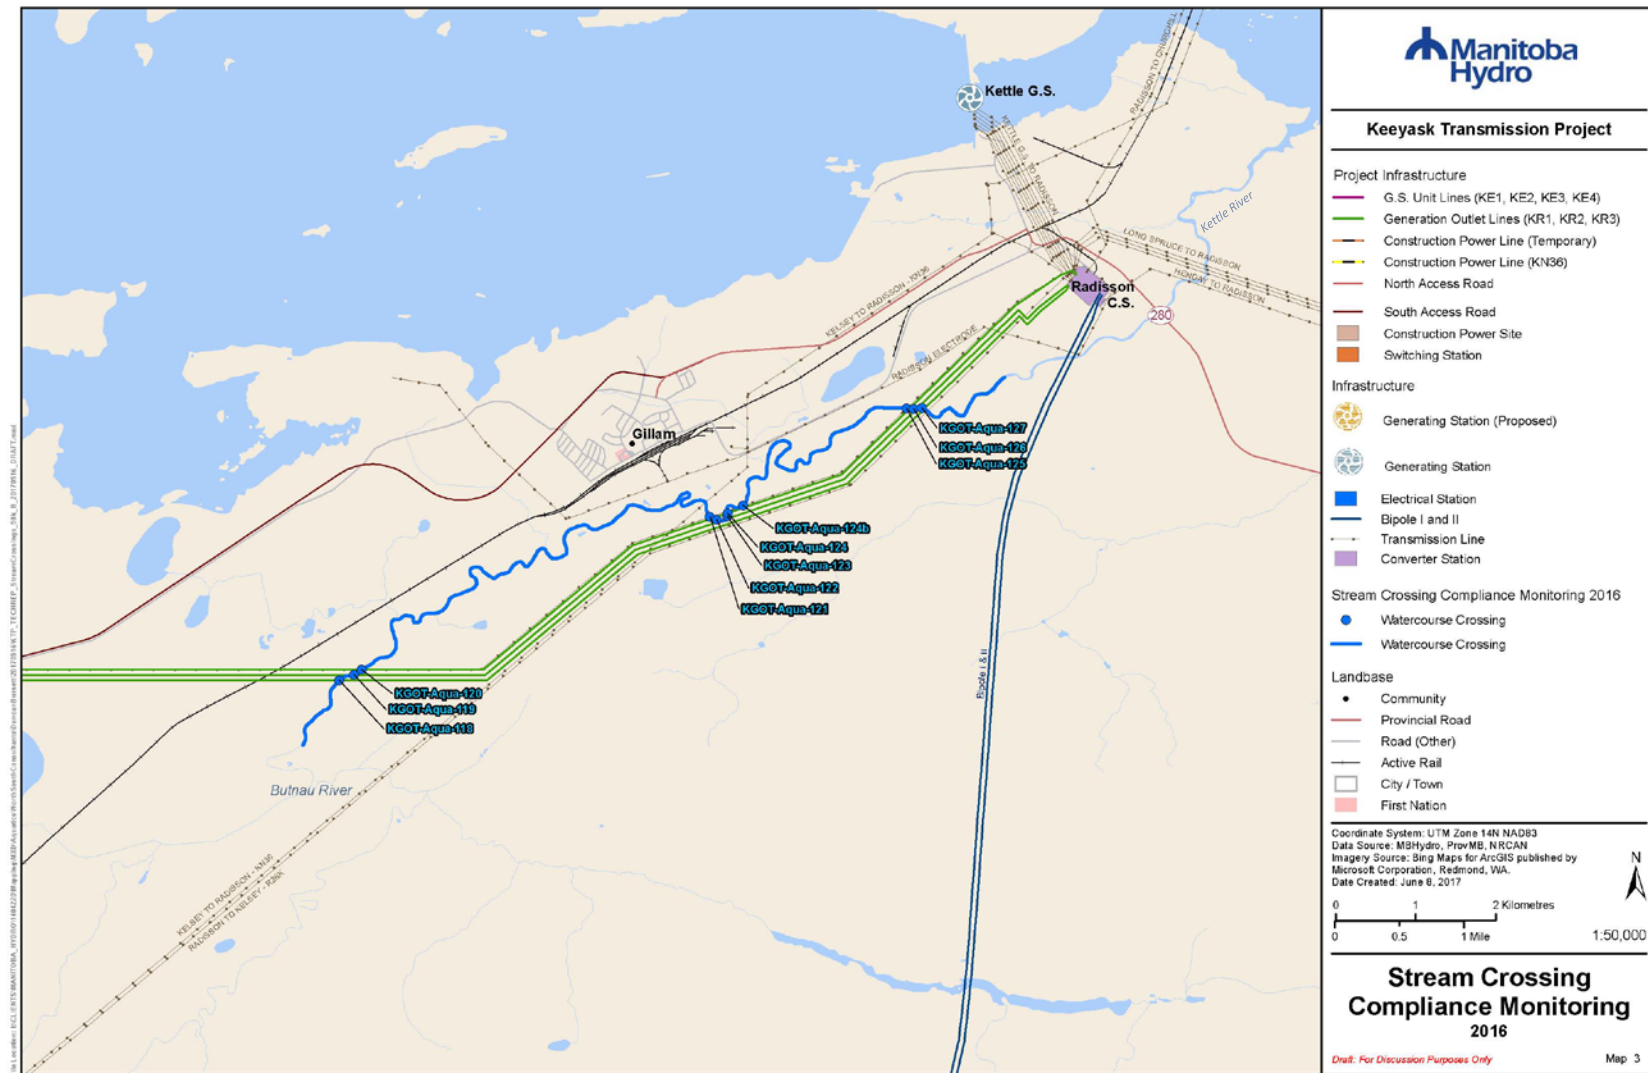 Kettle G.S.
RADISSON TO CHURCHILL
KETTLE G.S. TO RADISSON
Kettle River
LONG SPRUCE TO RADISSON
HENDAY TO RADISSON
Radisson
C.S.
280
KELSEY TO RADISSON - KN36
RADISSON ELECTRODE
Gillam
KGOT-Aqua-127
KGOT-Aqua-126
KGOT-Aqua-125
KGOT-Aqua-124b
KGOT-Aqua-124
KGOT-Aqua-123
KGOT-Aqua-122
KGOT-Aqua-121
KGOT-Aqua-120
KGOT-Aqua-119
KGOT-Aqua-118
Bipole I & II
Butnau River
KELSEY TO RADISSON - KN36
RADISSON TO KELSEY - R26K
Manitoba
Hydro
Keeyask Transmission Project
Project Infrastructure
G.S. Unit Lines (KE1, KE2, KE3, KE4)
Generation Outlet Lines (KR1, KR2, KR3)
Construction Power Line (Temporary)
Construction Power Line (KN36)
North Access Road
South Access Road
Construction Power Site
Switching Station
Infrastructure
Generating Station (Proposed)
Generating Station
Electrical Station
Bipole I and II
Transmission Line
Converter Station
Stream Crossing Compliance Monitoring 2016
Watercourse Crossing
Watercourse Crossing
Landbase
Community
Provincial Road
Road (Other)
Active Rail
City / Town
First Nation
Coordinate System: UTM Zone 14N NAD83
Data Source: MBHydro, ProvMB, NRCAN
Imagery Source: Bing Maps for ArcGIS published by
Microsoft Corporation, Redmond, WA.
Date Created: June 8, 2017
N
0 1 2 Kilometres
0 0.5 1 Mile
1:50,000
Stream Crossing
Compliance Monitoring
2016
Draft: For Discussion Purposes Only
Map 3